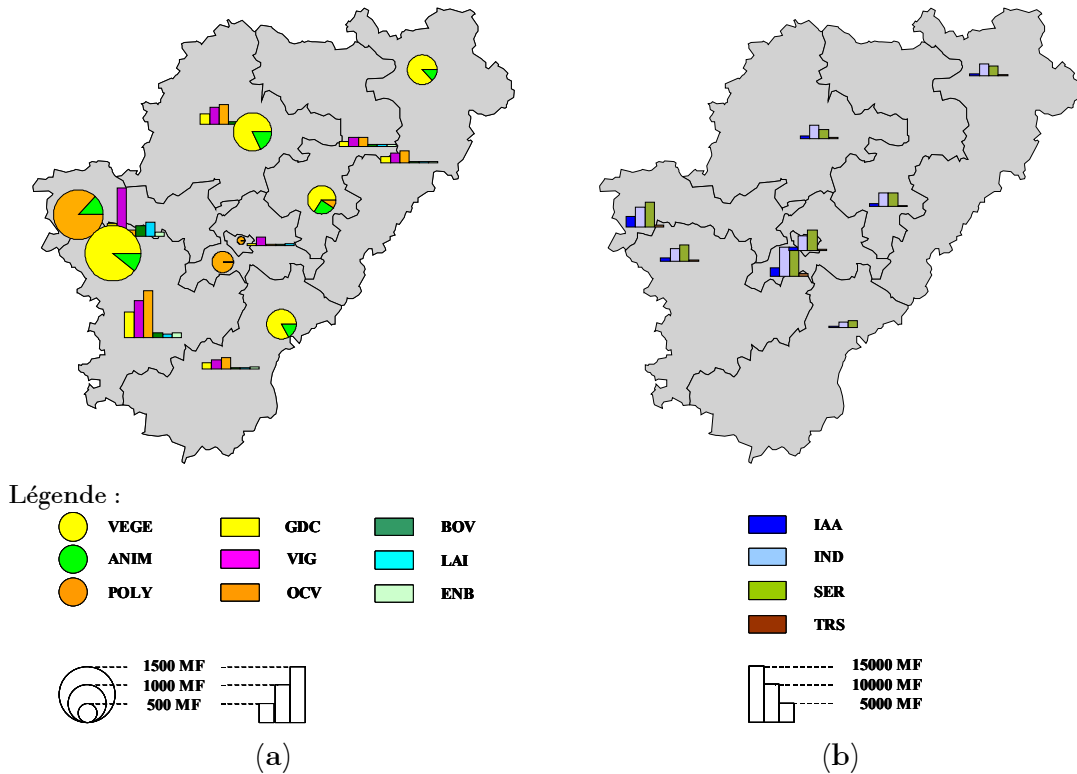 Légende :
VEGE GDC BOV
ANIM VIG LAI
POLY OCV ENB
IAA
IND
SER
TRS
1500 MF
1000 MF
500 MF
15000 MF
10000 MF
5000 MF
(a)
(b)